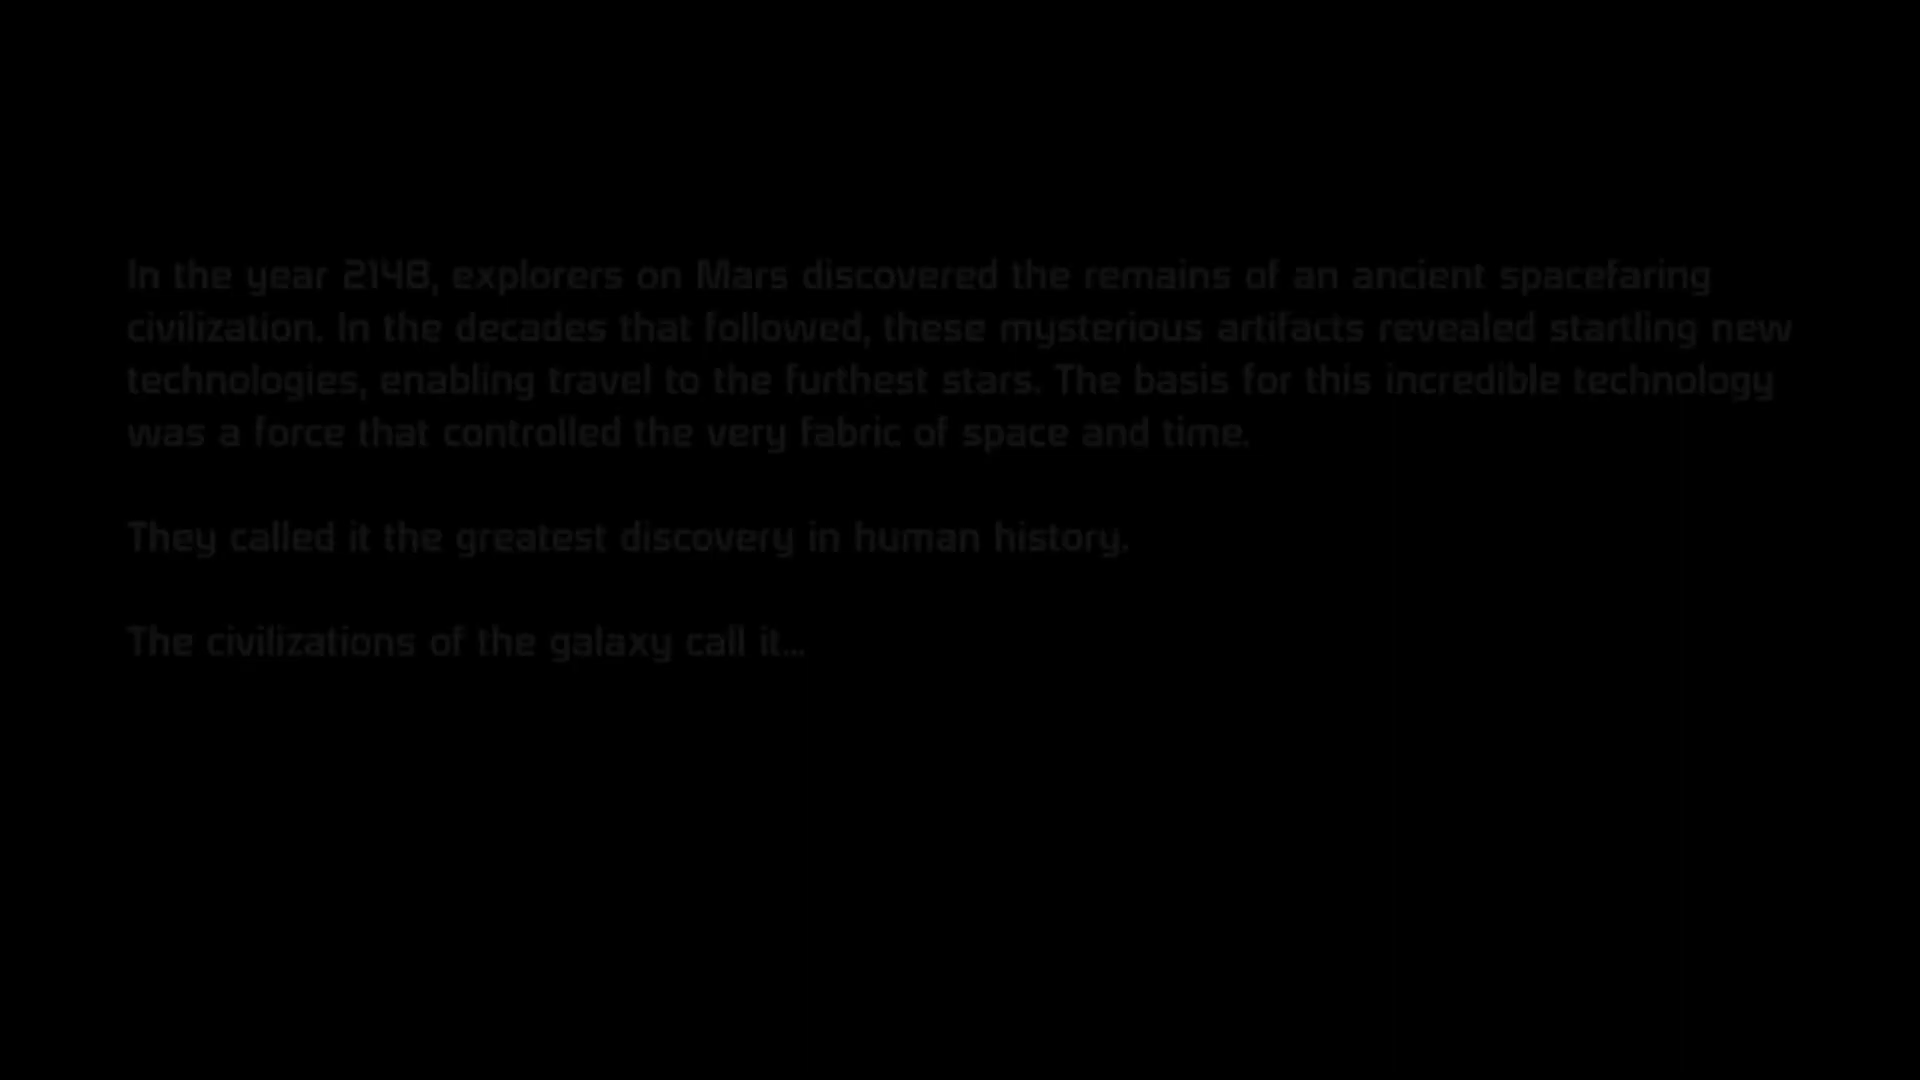 In the year 2148, explorers on Mars discovered the remains of an ancient spacefaring
civilization. In the decades that followed, these mysterious artifacts revealed startling new
technologies, enabling travel to the furthest stars. The basis for this incredible technology
was a force that controlled the very fabric of space and time.
They called it the greatest discovery in human history.
The civilizations of the galaxy call it...